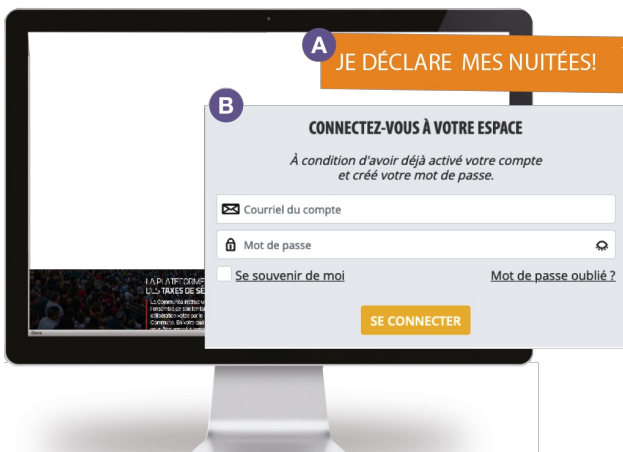 A
JE DÉCLARE MES NUITÉES!
B
CONNECTEZ-VOUS À VOTRE ESPACE
À condition d'avoir déjà activé votre compte
et créé votre mot de passe.
Courriel du compte
Mot de passe
Se souvenir de moi
Mot de passe oublié ?
SE CONNECTER
LA PLATEFORME
DES TAXES DE SÉ